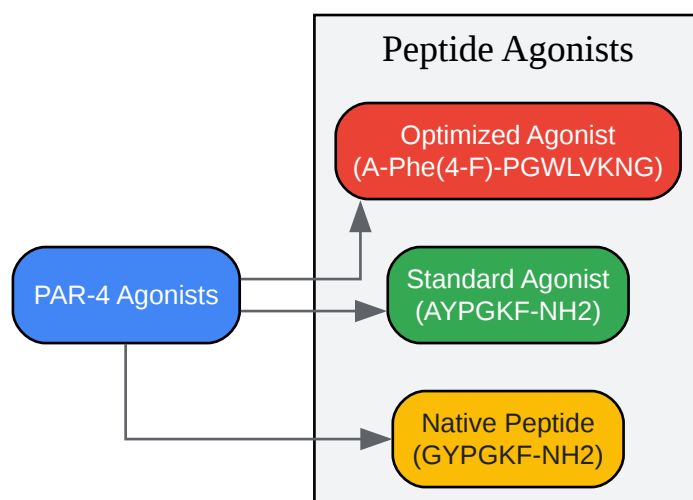 Peptide Agonists
Optimized Agonist
(A-Phe(4-F)-PGWLVKNG)
PAR-4 Agonists
Standard Agonist
(AYPGKF-NH2)
Native Peptide
(GYPGKF-NH2)